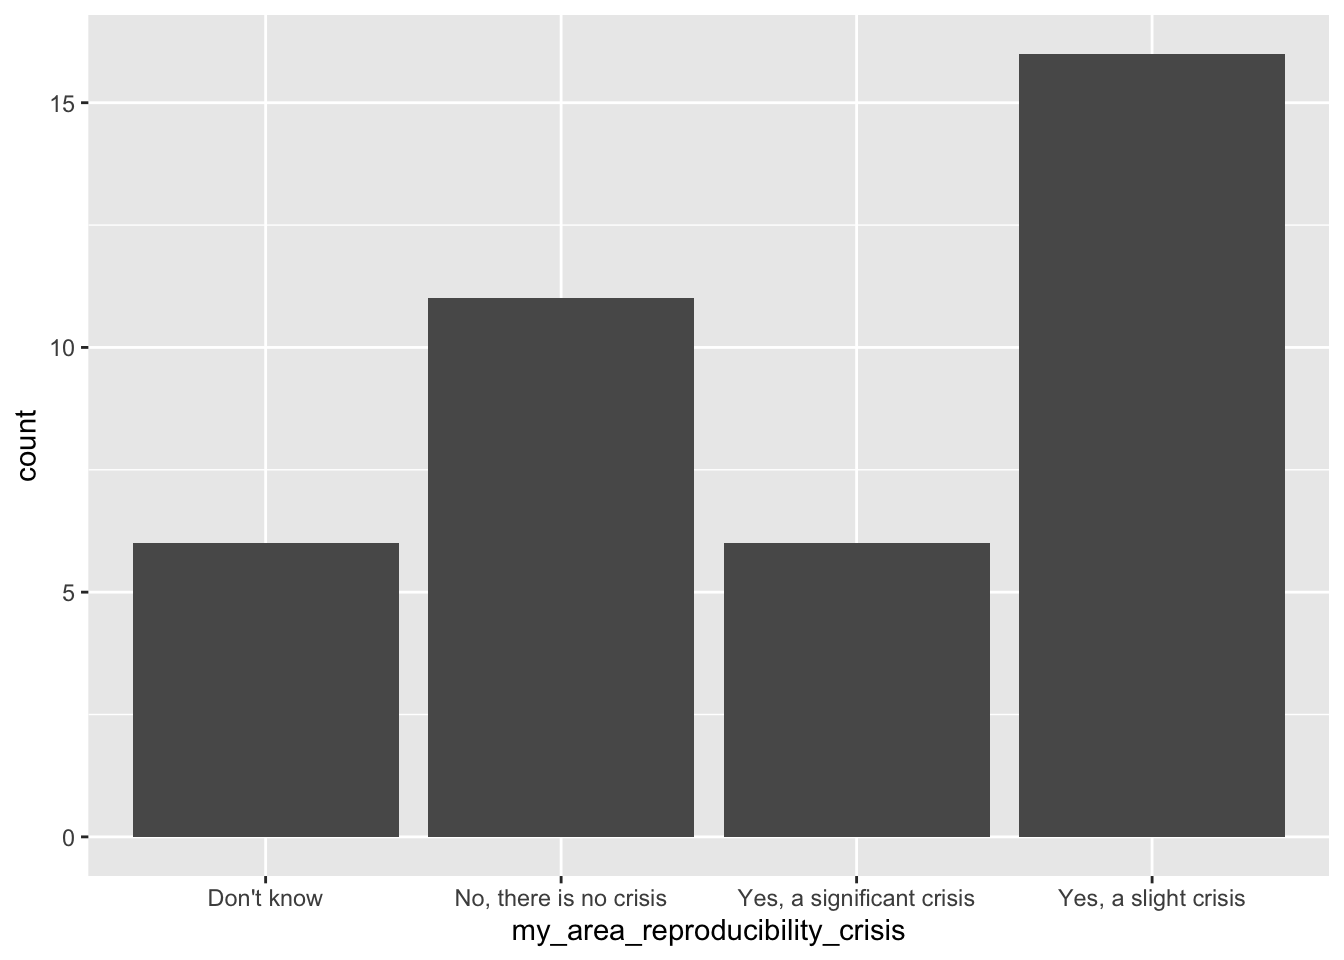 15
10
5
0
count
Don't know No, there is no crisis Yes, a significant crisis Yes, a slight crisis
my_area_reproducibility_crisis